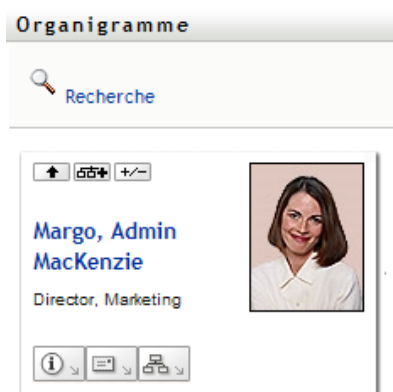 Organigramme
Recherche
+/-
Margo, Admin
MacKenzie
Director, Marketing